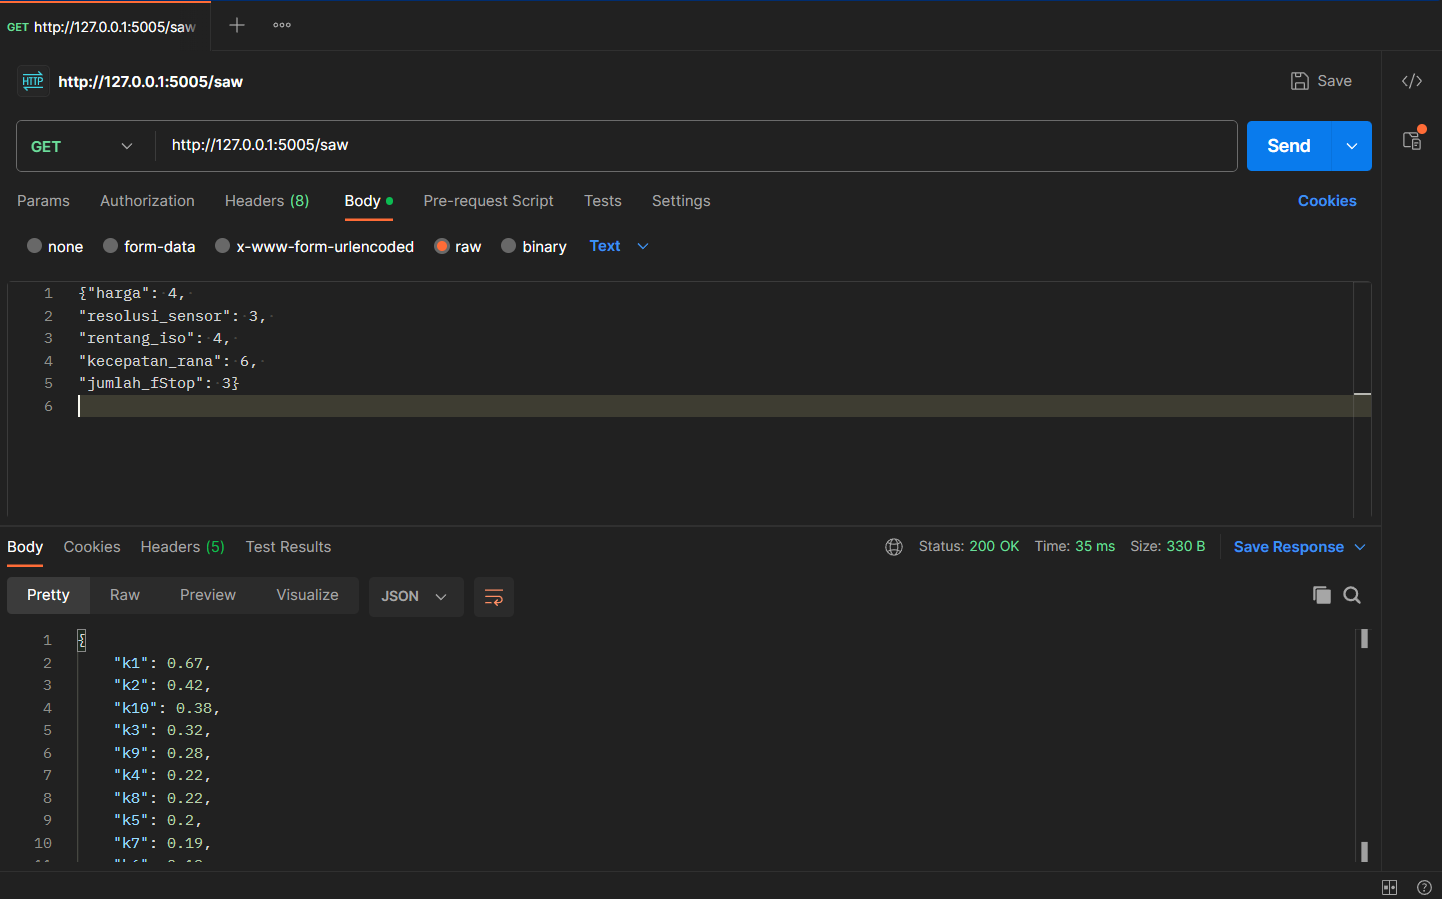 GET http://127.0.0.1:5005/saw
HTTP http://127.0.0.1:5005/saw
Save
GET http://127.0.0.1:5005/saw
Send
Params Authorization Headers (8) Body Pre-request Script Tests Settings Cookies
none form-data x-www-form-urlencoded raw binary Text
1 {"harga": 4,
2 "resolusi_sensor": 3,
3 "rentang_iso": 4,
4 "kecepatan_rana": 6,
5 "jumlah_fStop": 3}
6
Body Cookies Headers (5) Test Results Status: 200 OK Time: 35 ms Size: 330 B Save Response
Pretty Raw Preview Visualize JSON
1 {
2 "k1": 0.67,
3 "k2": 0.42,
4 "k10": 0.38,
5 "k3": 0.32,
6 "k9": 0.28,
7 "k4": 0.22,
8 "k8": 0.22,
9 "k5": 0.2,
10 "k7": 0.19,